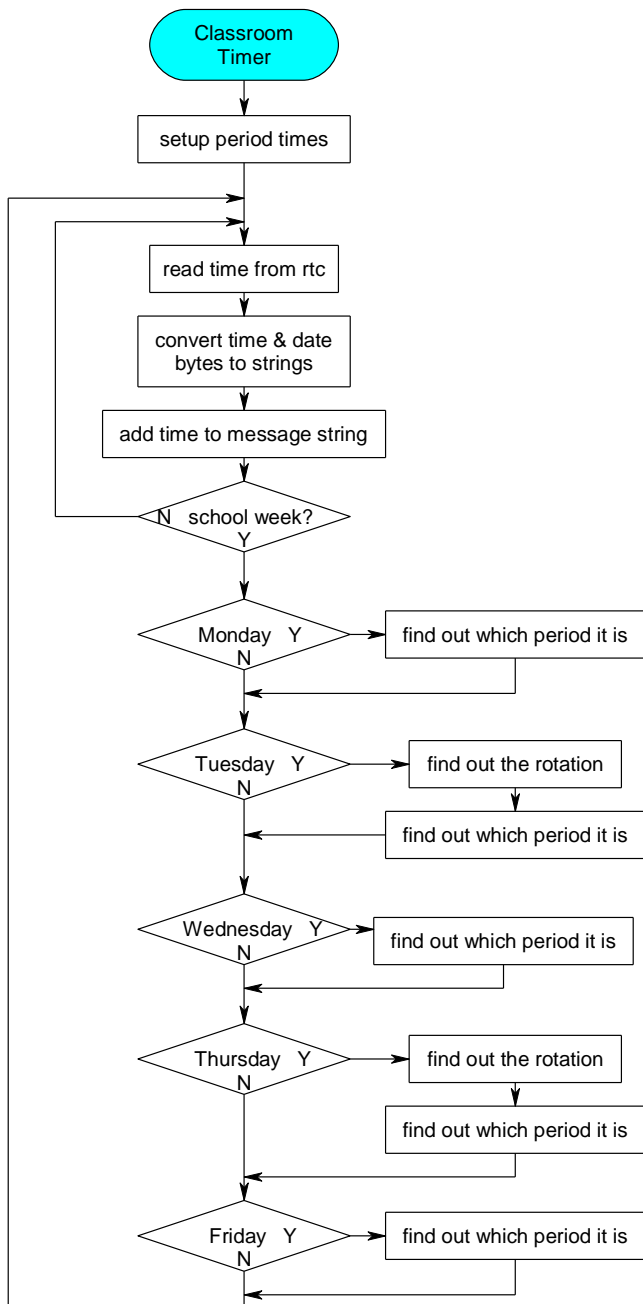 Classroom
Timer
setup period times
read time from rtc
convert time & date
bytes to strings
add time to message string
N school week?
Y
Monday Y
find out which period it is
N
Tuesday Y
find out the rotation
N
find out which period it is
Wednesday Y
find out which period it is
N
Thursday Y
find out the rotation
N
find out which period it is
Friday Y
find out which period it is
N